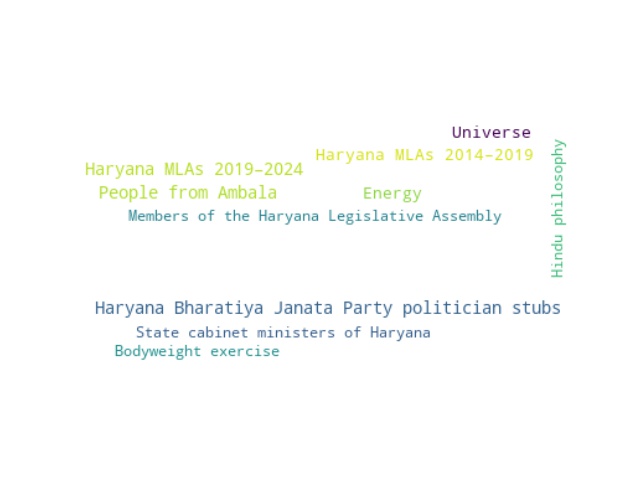 Universe
Haryana MLAs 2014–2019
Haryana MLAs 2019–2024
People from Ambala
Energy
Members of the Haryana Legislative Assembly
Hindu philosophy
Haryana Bharatiya Janata Party politician stubs
State cabinet ministers of Haryana
Bodyweight exercise